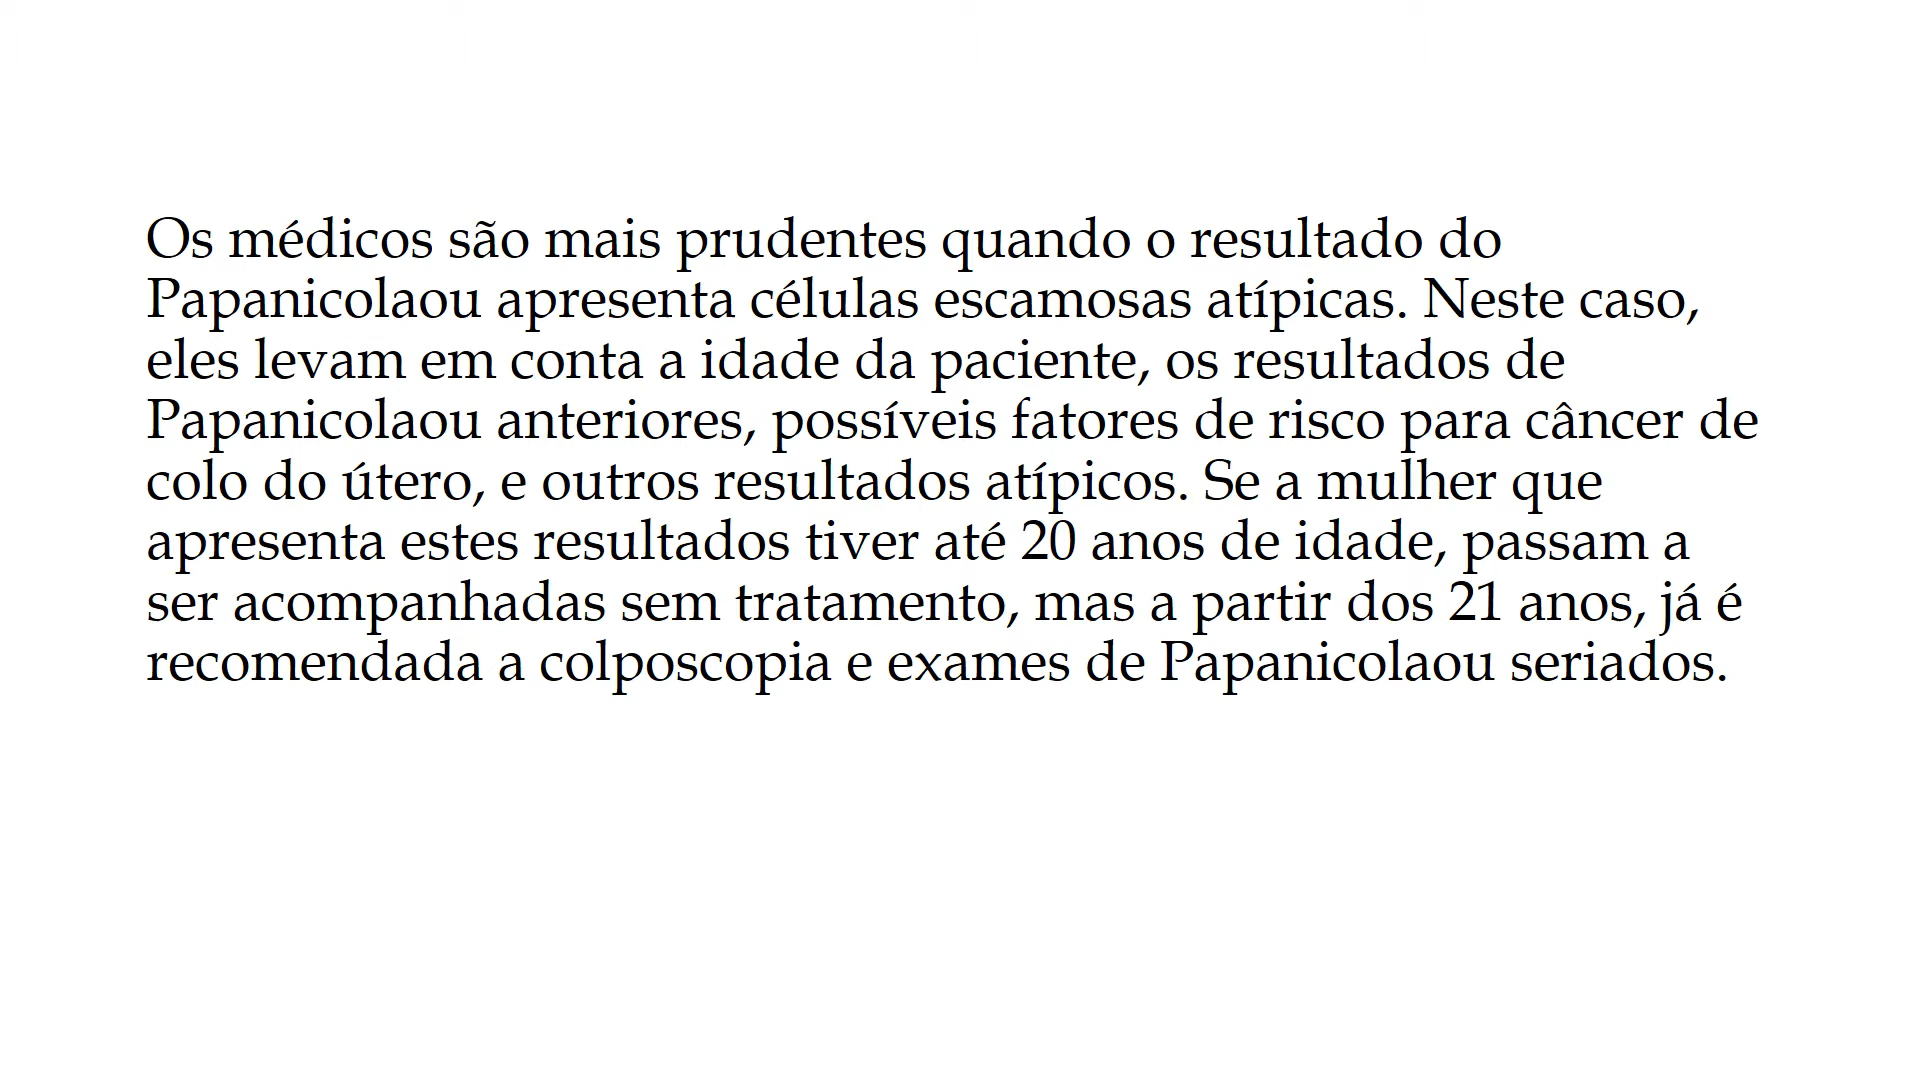 Os médicos são mais prudentes quando o resultado do
Papanicolaou apresenta células escamosas atípicas. Neste caso,
eles levam em conta a idade da paciente, os resultados de
Papanicolaou anteriores, possíveis fatores de risco para câncer de
colo do útero, e outros resultados atípicos. Se a mulher que
apresenta estes resultados tiver até 20 anos de idade, passam a
ser acompanhadas sem tratamento, mas a partir dos 21 anos, já é
recomendada a colposcopia e exames de Papanicolaou seriados.